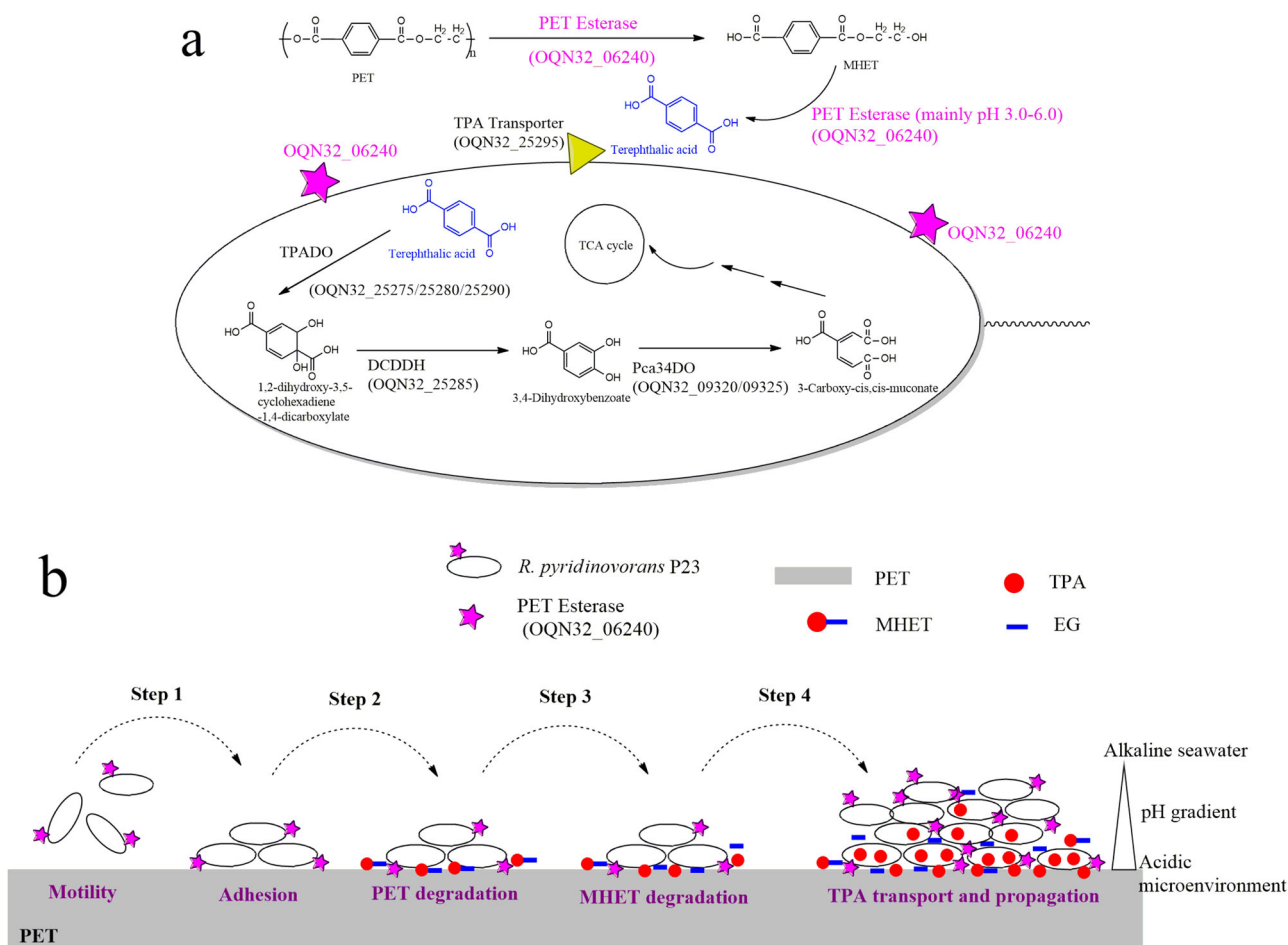 a
PET
PET Esterase
(OQN32_06240)
MHET
PET Esterase (mainly pH 3.0-6.0)
(OQN32_06240)
Terephthalic acid
TPA Transporter
(OQN32_25295)
OQN32_06240
OQN32_06240
Terephthalic acid
TPADO
(OQN32_25275/25280/25290)
TCA cycle
1,2-dihydroxy-3,5-
cyclohexadiene
-1,4-dicarboxylate
DCDDH
(OQN32_25285)
3,4-Dihydroxybenzoate
Pca34DO
(OQN32_09320/09325)
3-Carboxy-cis,cis-muconate
b
R. pyridinovorans P23
PET Esterase
(OQN32_06240)
PET
TPA
MHET
EG
Step 1
Step 2
Step 3
Step 4
Alkaline seawater
pH gradient
Acidic
microenvironment
Motility
Adhesion
PET degradation
MHET degradation
TPA transport and propagation
PET